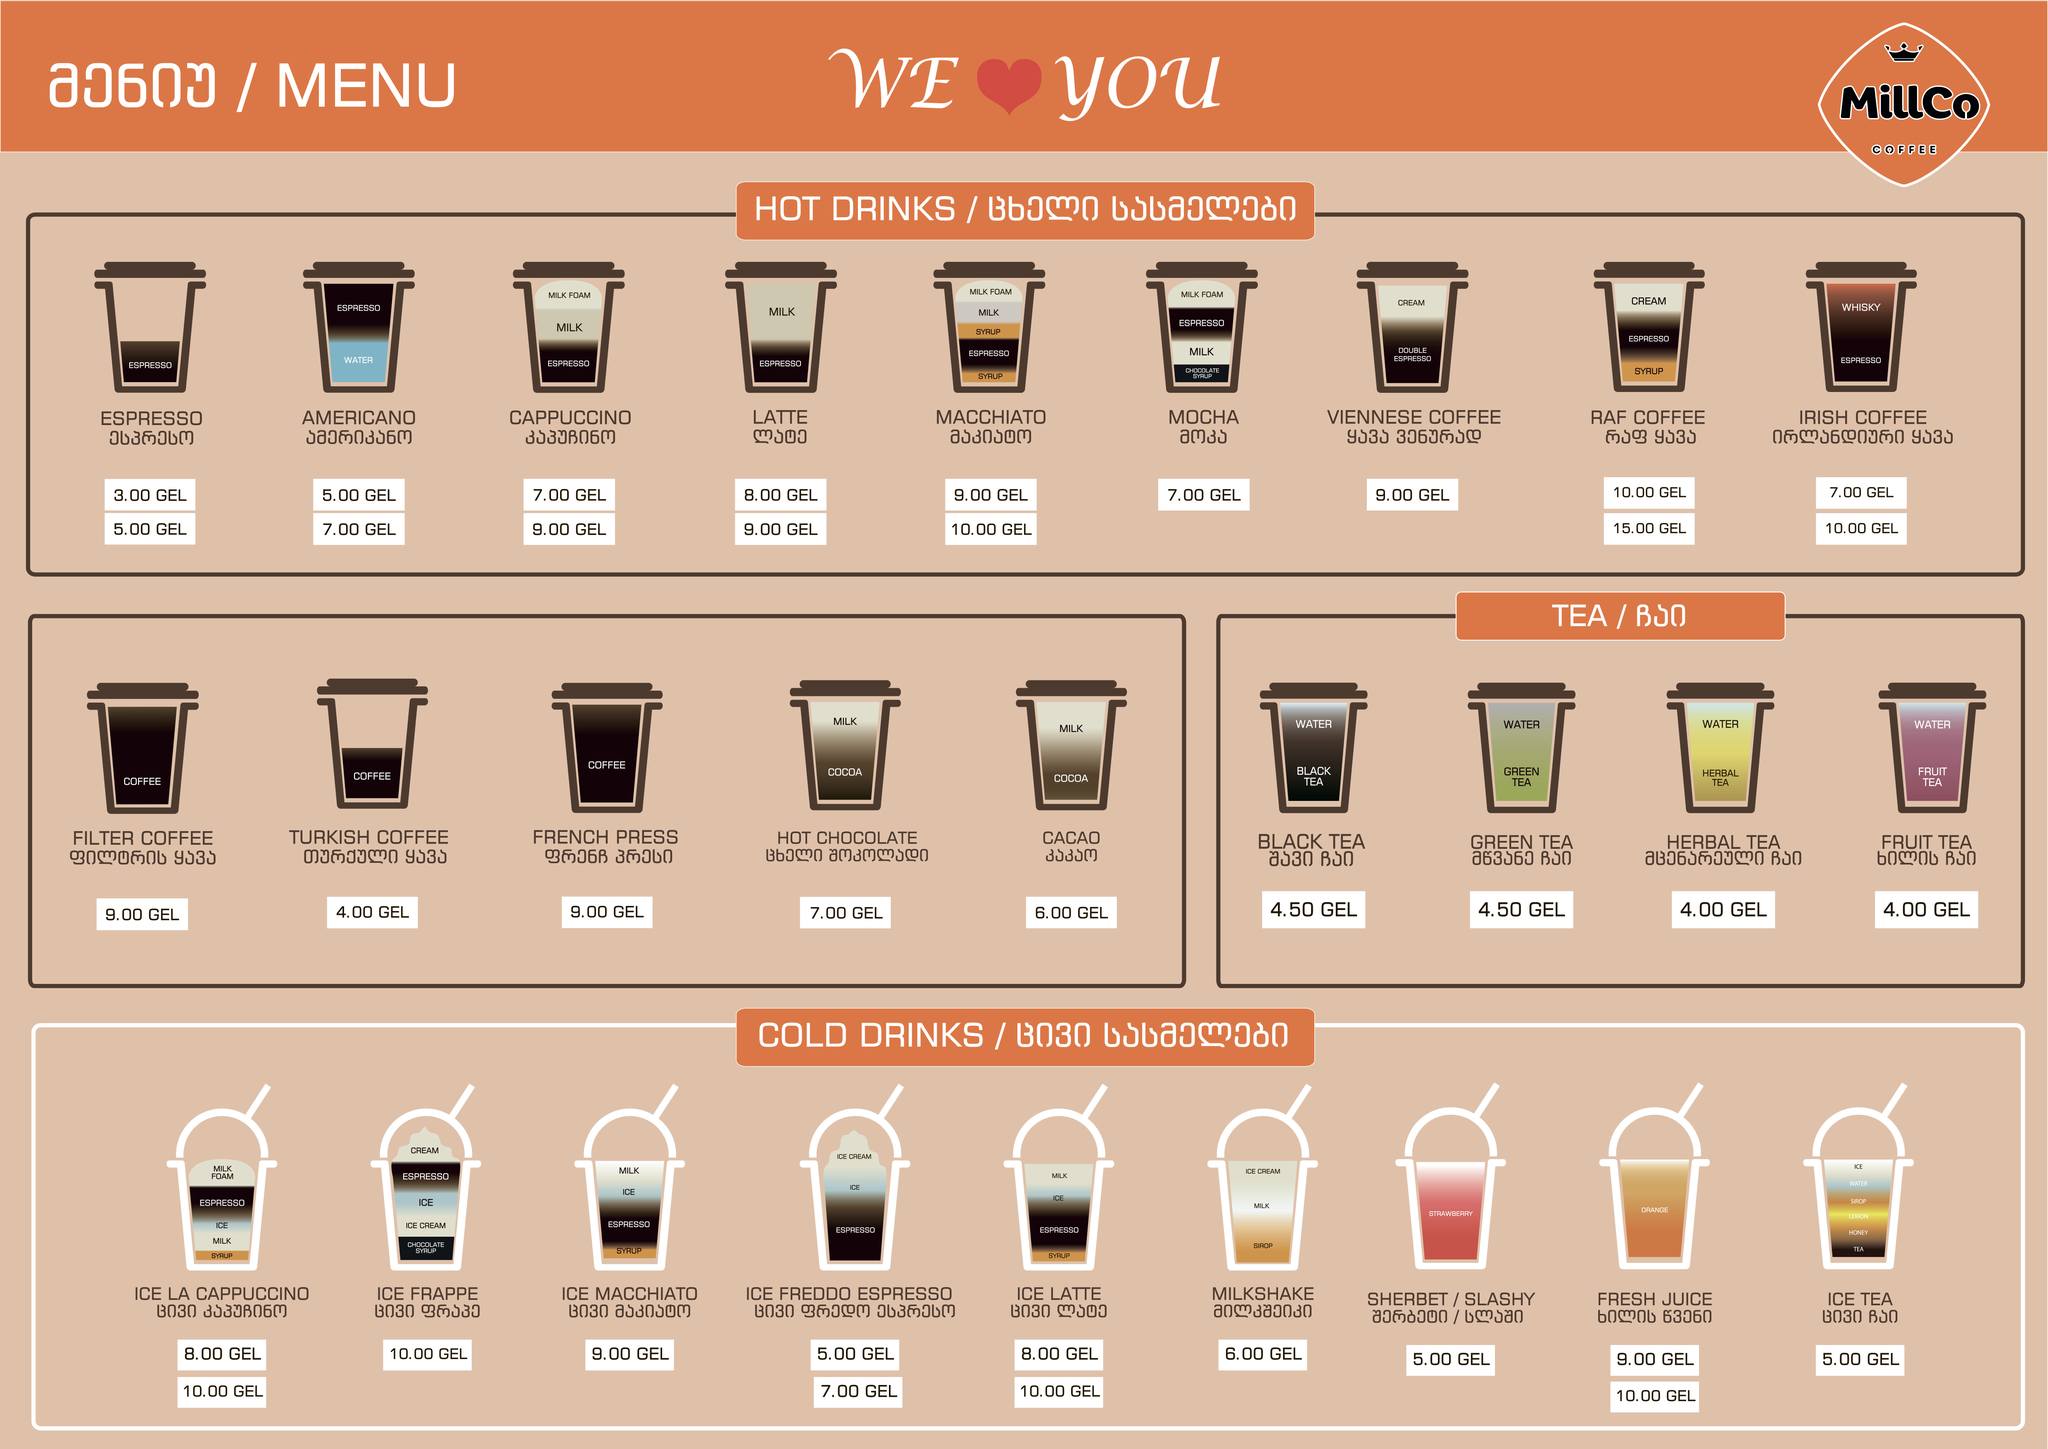 მენიუ / MENU
WE YOU
MillCo
COFFEE
HOT DRINKS / ცხელი სასმელები
ESPRESSO
ESPRESSO
ესპრესო
3.00 GEL
5.00 GEL
ESPRESSO
WATER
AMERICANO
ამერიკანო
5.00 GEL
7.00 GEL
MILK FOAM
MILK
ESPRESSO
CAPPUCCINO
კაპუჩინო
7.00 GEL
9.00 GEL
MILK
ESPRESSO
LATTE
ლატე
8.00 GEL
9.00 GEL
MILK FOAM
MILK
SYRUP
ESPRESSO
SYRUP
MACCHIATO
მაკიატო
9.00 GEL
10.00 GEL
MILK FOAM
ESPRESSO
MILK
CHOCOLATE
SYRUP
MOCHA
მოკა
7.00 GEL
CREAM
DOUBLE
ESPRESSO
VIENNESE COFFEE
ყავა ვენურად
9.00 GEL
CREAM
ESPRESSO
SYRUP
RAF COFFEE
რაფ ყავა
10.00 GEL
15.00 GEL
WHISKY
ESPRESSO
IRISH COFFEE
ირლანდიური ყავა
7.00 GEL
10.00 GEL
COFFEE
FILTER COFFEE
ფილტრის ყავა
9.00 GEL
COFFEE
TURKISH COFFEE
თურქული ყავა
4.00 GEL
COFFEE
FRENCH PRESS
ფრენჩ პრესი
9.00 GEL
MILK
COCOA
HOT CHOCOLATE
ცხელი შოკოლადი
7.00 GEL
MILK
COCOA
CACAO
კაკაო
6.00 GEL
TEA / ჩაი
WATER
BLACK
TEA
BLACK TEA
შავი ჩაი
4.50 GEL
WATER
GREEN
TEA
GREEN TEA
მწვანე ჩაი
4.50 GEL
WATER
HERBAL
TEA
HERBAL TEA
მცენარეული ჩაი
4.00 GEL
WATER
FRUIT
TEA
FRUIT TEA
ხილის ჩაი
4.00 GEL
COLD DRINKS / ცივი სასმელები
MILK
FOAM
ESPRESSO
ICE
MILK
SYRUP
ICE LA CAPPUCCINO
ცივი კაპუჩინო
8.00 GEL
10.00 GEL
CREAM
ESPRESSO
ICE
ICE CREAM
CHOCOLATE
SYRUP
ICE FRAPPE
ცივი ფრაპე
10.00 GEL
MILK
ICE
ESPRESSO
SYRUP
ICE MACCHIATO
ცივი მაკიატო
9.00 GEL
ICE CREAM
ICE
ESPRESSO
ICE FREDDO ESPRESSO
ცივი ფრედო ესპრესო
5.00 GEL
7.00 GEL
MILK
ICE
ESPRESSO
SYRUP
ICE LATTE
ცივი ლატე
8.00 GEL
10.00 GEL
ICE CREAM
MILK
SIROP
MILKSHAKE
მილკშეიკი
6.00 GEL
STRAWBERRY
SHERBET / SLASHY
შერბეტი / სლაში
5.00 GEL
ORANGE
FRESH JUICE
ხილის წვენი
9.00 GEL
10.00 GEL
ICE
WATER
SIROP
LEMON
HONEY
TEA
ICE TEA
ცივი ჩაი
5.00 GEL